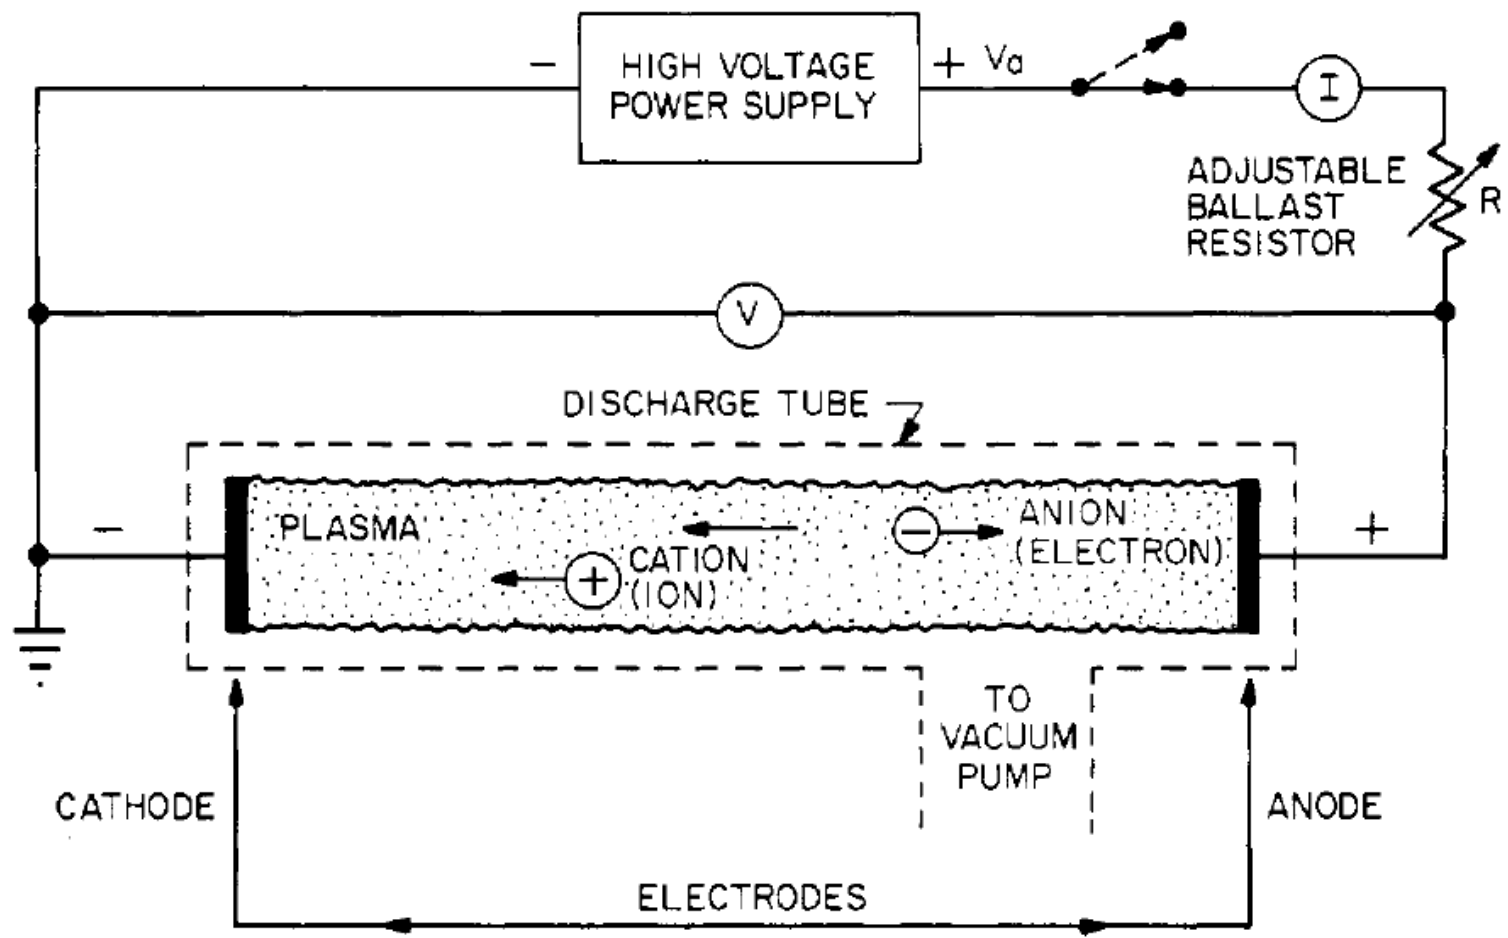 − HIGH VOLTAGE + Va
POWER SUPPLY
I
ADJUSTABLE
BALLAST
RESISTOR
R
V
DISCHARGE TUBE
− PLASMA
− ANION
(ELECTRON)
+
+ CATION
(ION)
TO
VACUUM
PUMP
CATHODE
ANODE
ELECTRODES